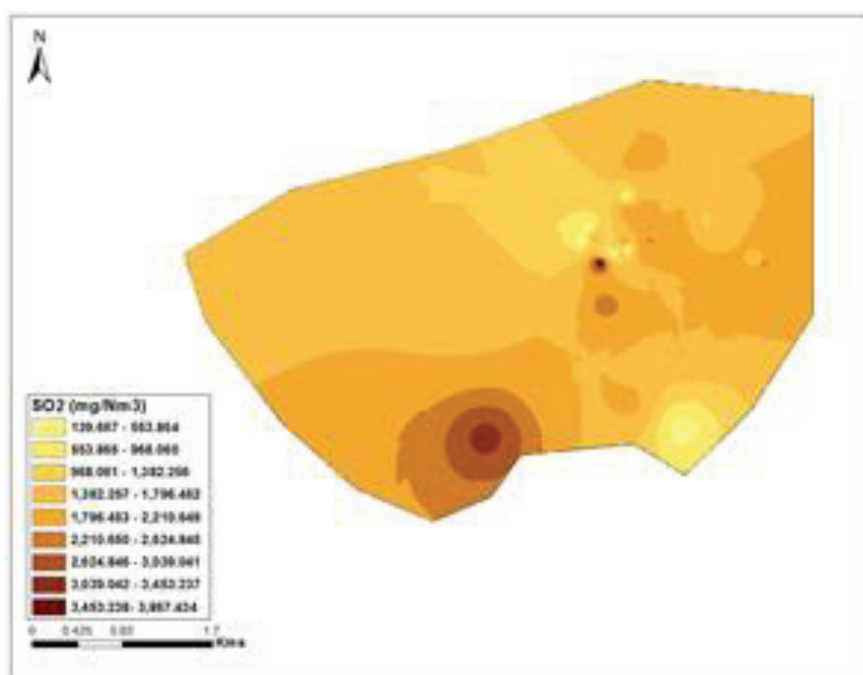 N
SO2 (mg/Nm3)
139.667 - 553.864
553.865 - 968.060
968.061 - 1,382.256
1,382.257 - 1,796.452
1,796.453 - 2,210.649
2,210.650 - 2,624.845
2,624.846 - 3,039.041
3,039.042 - 3,453.237
3,453.238 - 3,867.434
0 0.425 0.85 1.7
Kms